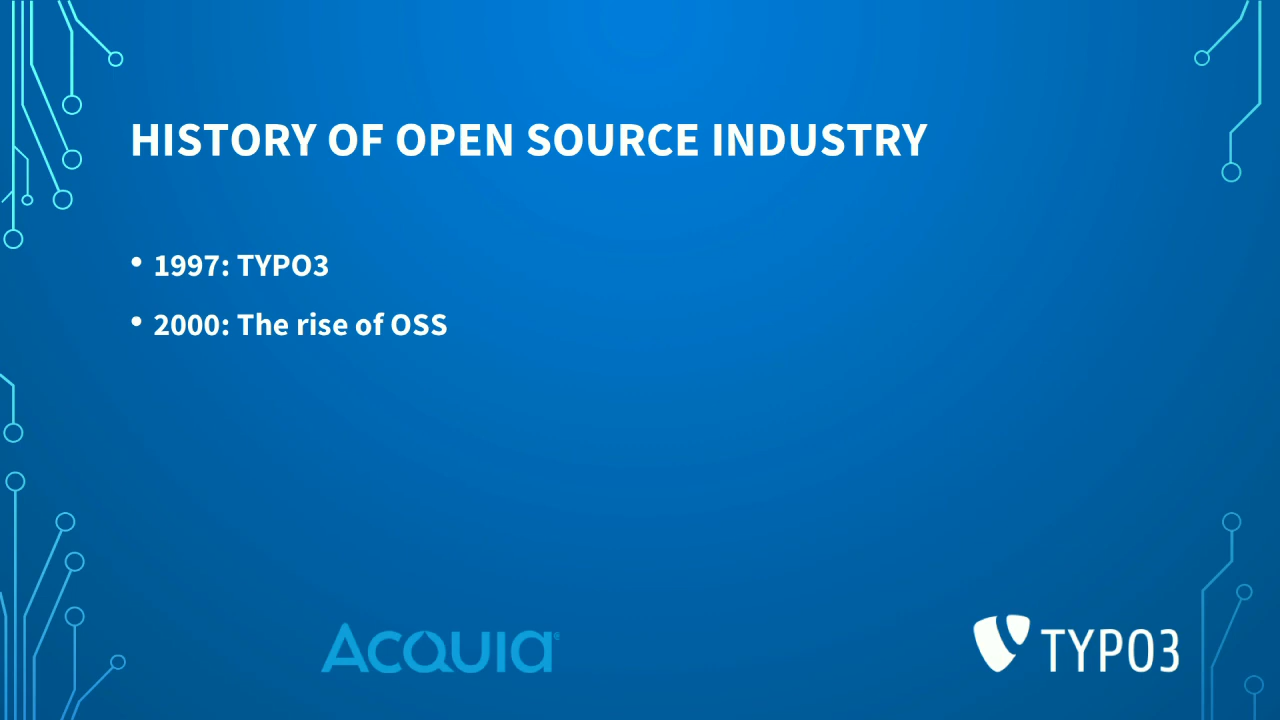 HISTORY OF OPEN SOURCE INDUSTRY
• 1997: TYPO3
• 2000: The rise of OSS
ACQUIA®
TYPO3